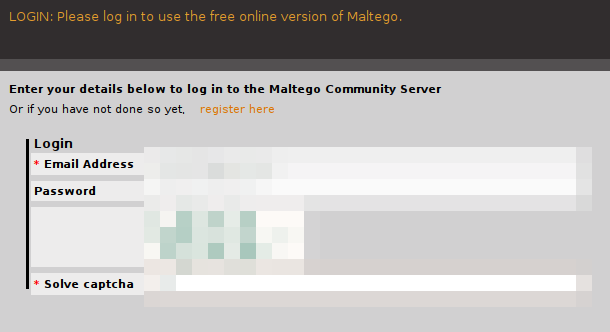 LOGIN: Please log in to use the free online version of Maltego.
Enter your details below to log in to the Maltego Community Server
Or if you have not done so yet, register here
Login
* Email Address
Password
* Solve captcha